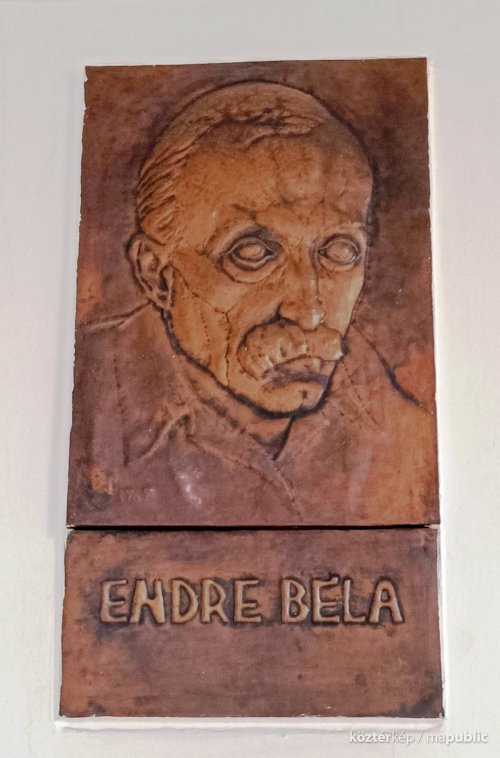 ENDRE BÉLA
köztérkép / mapublic